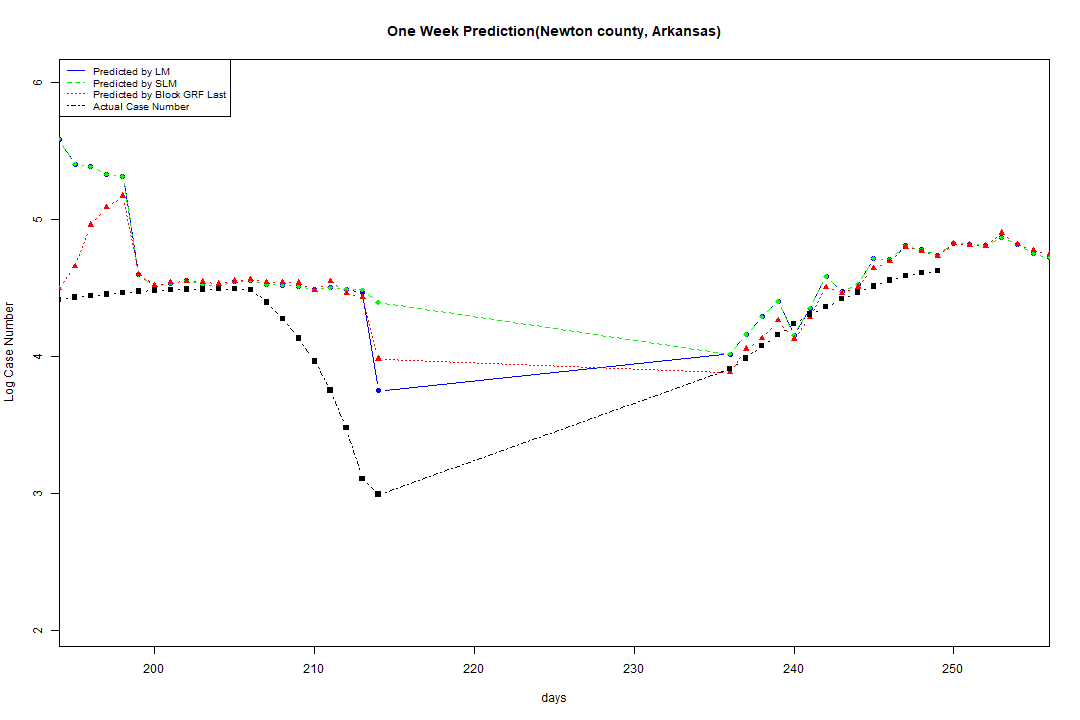 One Week Prediction(Newton county, Arkansas)
Predicted by LM
Predicted by SLM
Predicted by Block GRF Last
Actual Case Number
6
5
4
3
2
Log Case Number
200 210 220 230 240 250
days